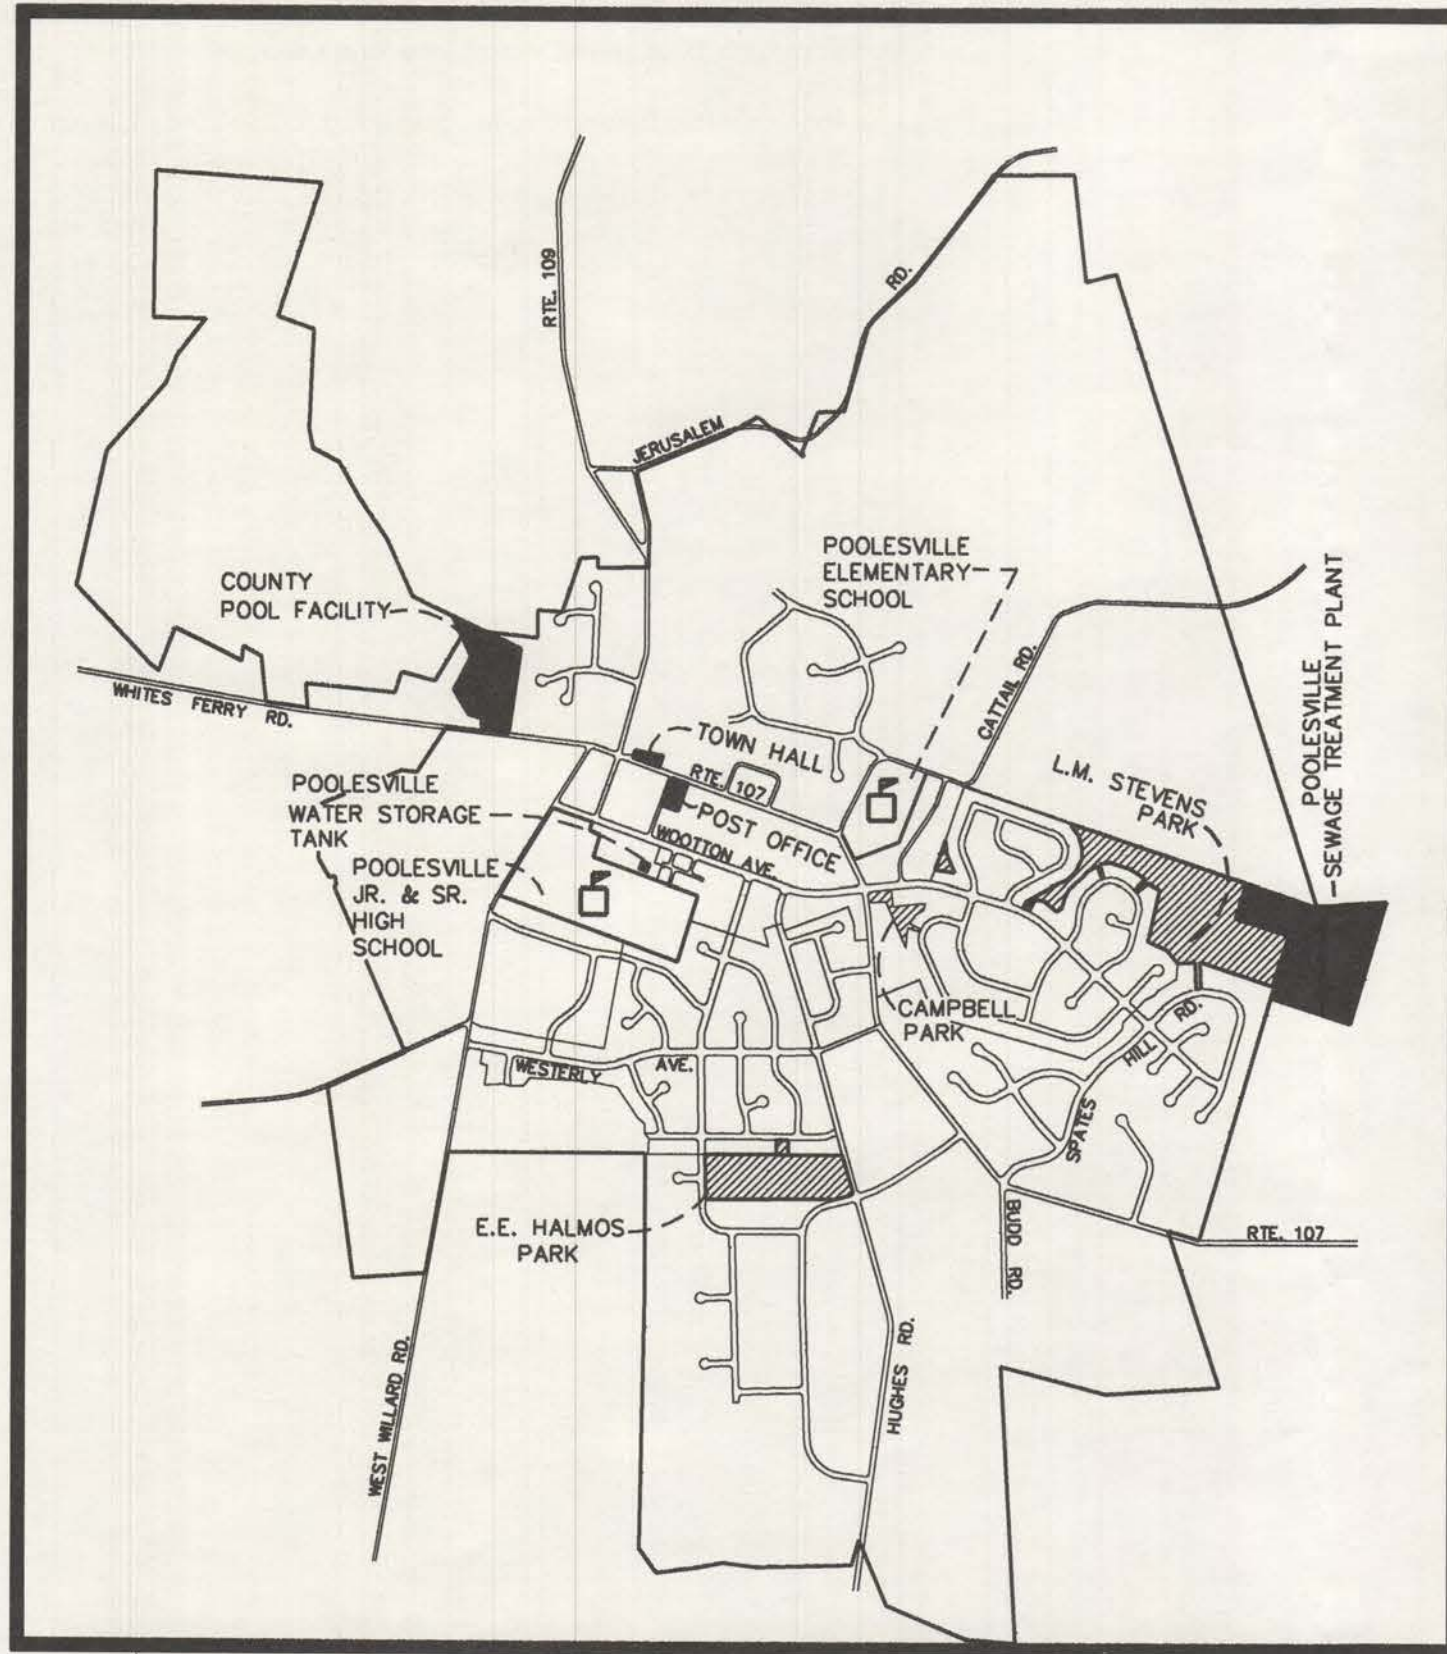 RTE. 109
JERUSALEM
RD.
POOLESVILLE
ELEMENTARY
SCHOOL
COUNTY
POOL FACILITY
CATTAIL RD.
POOLESVILLE
SEWAGE TREATMENT PLANT
WHITES FERRY RD.
TOWN HALL
RTE. 107
L.M. STEVENS
PARK
POOLESVILLE
WATER STORAGE
TANK
POST OFFICE
WOOTTON AVE.
POOLESVILLE
JR. & SR.
HIGH
SCHOOL
CAMPBELL
PARK
WESTERLY
AVE.
SPATES
HILL
RD.
E.E. HALMOS
PARK
BUDD RD.
RTE. 107
HUGHES RD.
WEST WILLARD RD.